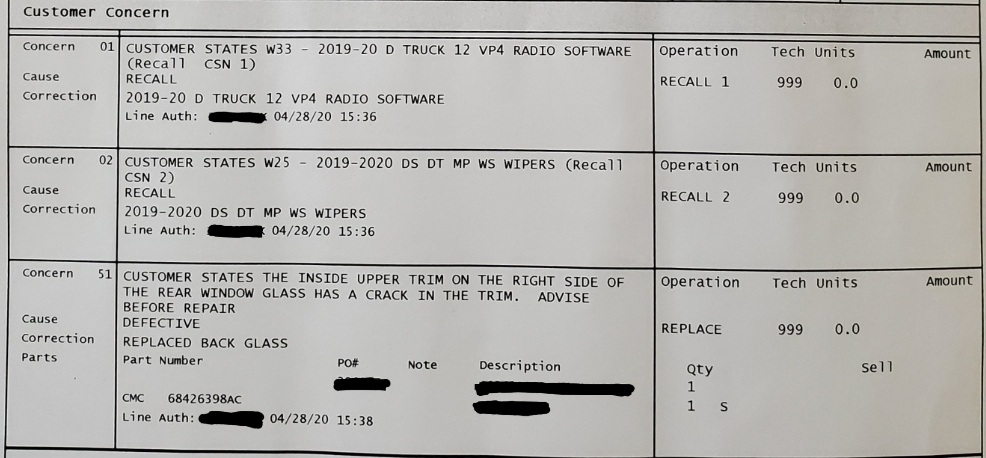 Customer Concern
Concern 01 CUSTOMER STATES W33 - 2019-20 D TRUCK 12 VP4 RADIO SOFTWARE Operation Tech Units Amount
(Recall CSN 1)
Cause RECALL RECALL 1 999 0.0
Correction 2019-20 D TRUCK 12 VP4 RADIO SOFTWARE
Line Auth: 04/28/20 15:36
Concern 02 CUSTOMER STATES W25 - 2019-2020 DS DT MP WS WIPERS (Recall Operation Tech Units Amount
CSN 2)
Cause RECALL RECALL 2 999 0.0
Correction 2019-2020 DS DT MP WS WIPERS
Line Auth: 04/28/20 15:36
Concern 51 CUSTOMER STATES THE INSIDE UPPER TRIM ON THE RIGHT SIDE OF Operation Tech Units Amount
THE REAR WINDOW GLASS HAS A CRACK IN THE TRIM. ADVISE
BEFORE REPAIR
Cause DEFECTIVE REPLACE 999 0.0
Correction REPLACED BACK GLASS
Parts Part Number PO# Note Description Qty Sell
1
CMC 68426398AC 1 S
Line Auth: 04/28/20 15:38